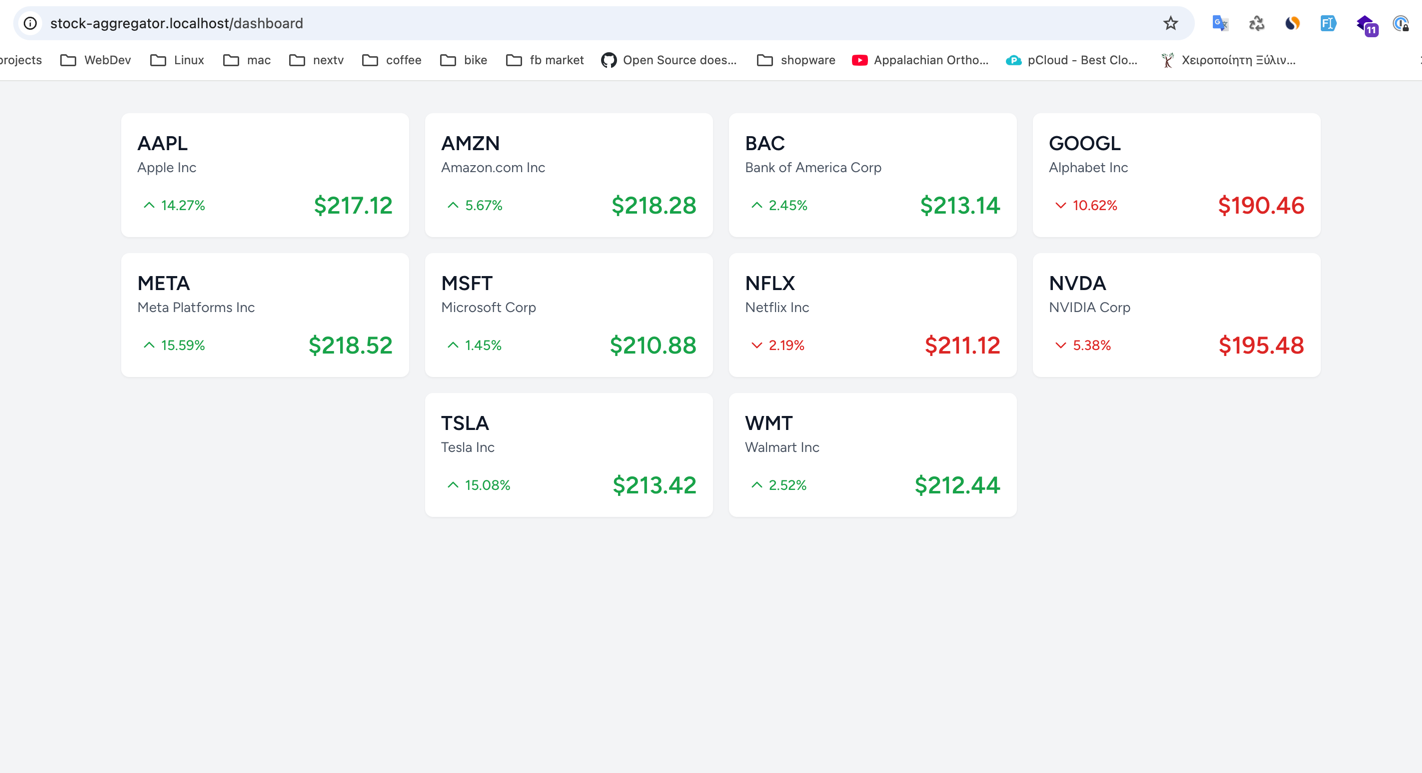 stock-aggregator.localhost/dashboard
11
projects WebDev Linux mac nextv coffee bike fb market Open Source does... shopware Appalachian Ortho... pCloud - Best Clo... Χειροποίητη Ξύλιν...
AAPL
Apple Inc
14.27% $217.12
AMZN
Amazon.com Inc
5.67% $218.28
BAC
Bank of America Corp
2.45% $213.14
GOOGL
Alphabet Inc
10.62% $190.46
META
Meta Platforms Inc
15.59% $218.52
MSFT
Microsoft Corp
1.45% $210.88
NFLX
Netflix Inc
2.19% $211.12
NVDA
NVIDIA Corp
5.38% $195.48
TSLA
Tesla Inc
15.08% $213.42
WMT
Walmart Inc
2.52% $212.44